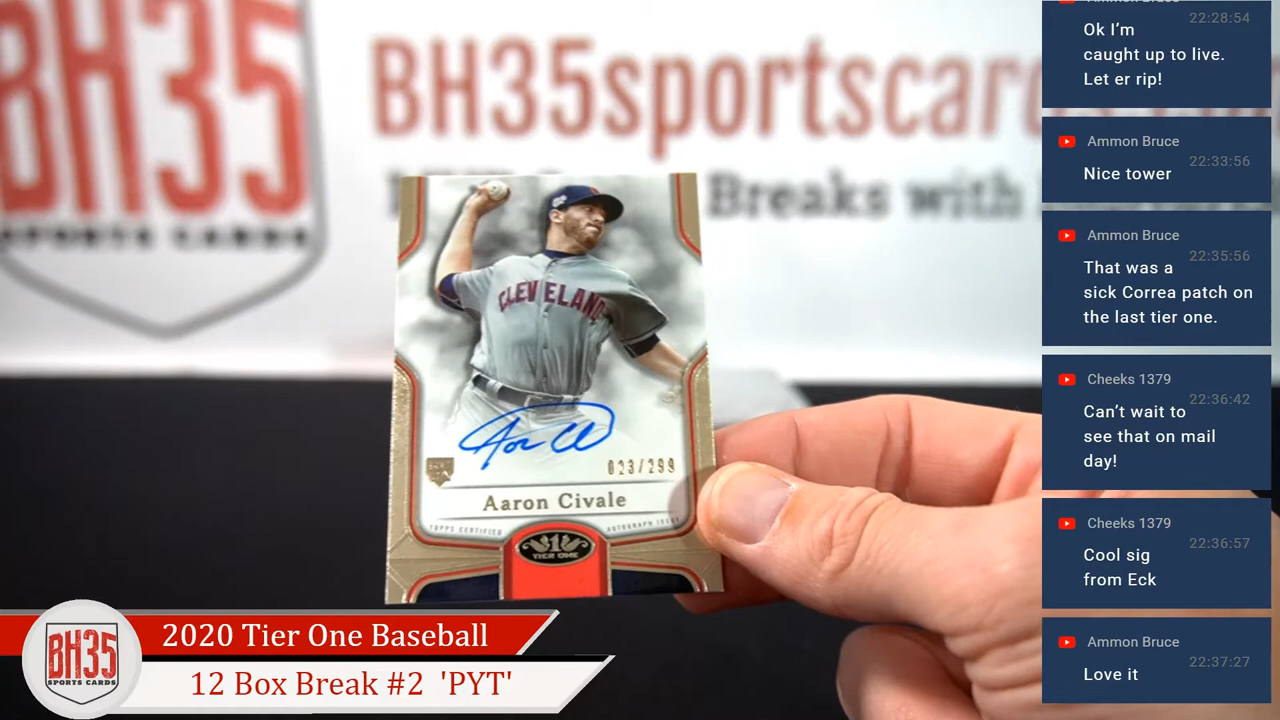 BH35
SPORTS CARDS
BH35sportscards
Breaks with
CLEVELAND
023/299
Aaron Civale
TOPPS CERTIFIED
AUTOGRAPH ISSUE
1
TIER ONE
BH35
SPORTS CARDS
2020 Tier One Baseball
12 Box Break #2 'PYT'
Ammon Bruce
22:28:54
Ok I'm
caught up to live.
Let er rip!
Ammon Bruce
22:33:56
Nice tower
Ammon Bruce
22:35:56
That was a
sick Correa patch on
the last tier one.
Cheeks 1379
22:36:42
Can't wait to
see that on mail
day!
Cheeks 1379
22:36:57
Cool sig
from Eck
Ammon Bruce
22:37:27
Love it